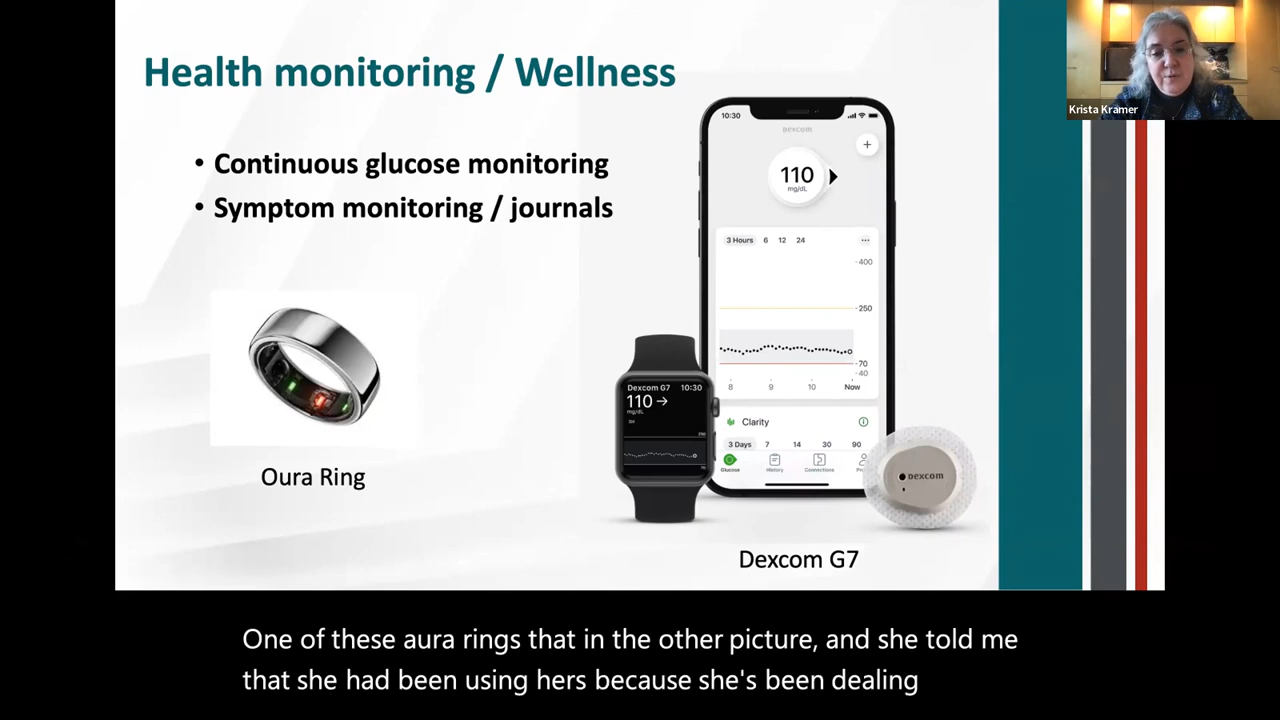 Health monitoring / Wellness
• Continuous glucose monitoring
• Symptom monitoring / journals
Oura Ring
10:30
DEXCOM
+
110
mg/dL
3 Hours 6 12 24
400
250
70
40
8 9 10 Now
Clarity
3 Days 7 14 30 90
Glucose History Connections
Dexcom G7 10:30
110 →
mg/dL
3H
DEXCOM
Dexcom G7
Krista Kramer
One of these aura rings that in the other picture, and she told me
that she had been using hers because she's been dealing